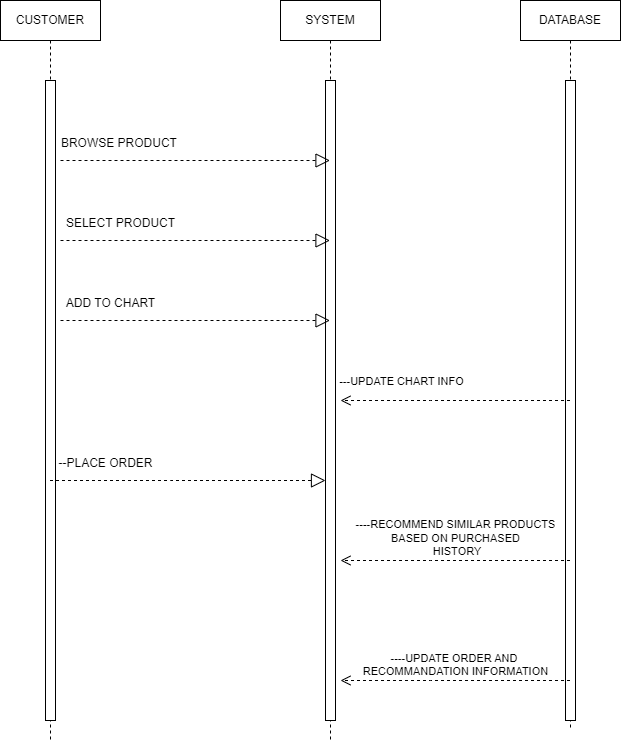 CUSTOMER
SYSTEM
DATABASE
BROWSE PRODUCT
SELECT PRODUCT
ADD TO CHART
---UPDATE CHART INFO
--PLACE ORDER
----RECOMMEND SIMILAR PRODUCTS
BASED ON PURCHASED
HISTORY
----UPDATE ORDER AND
RECOMMANDATION INFORMATION